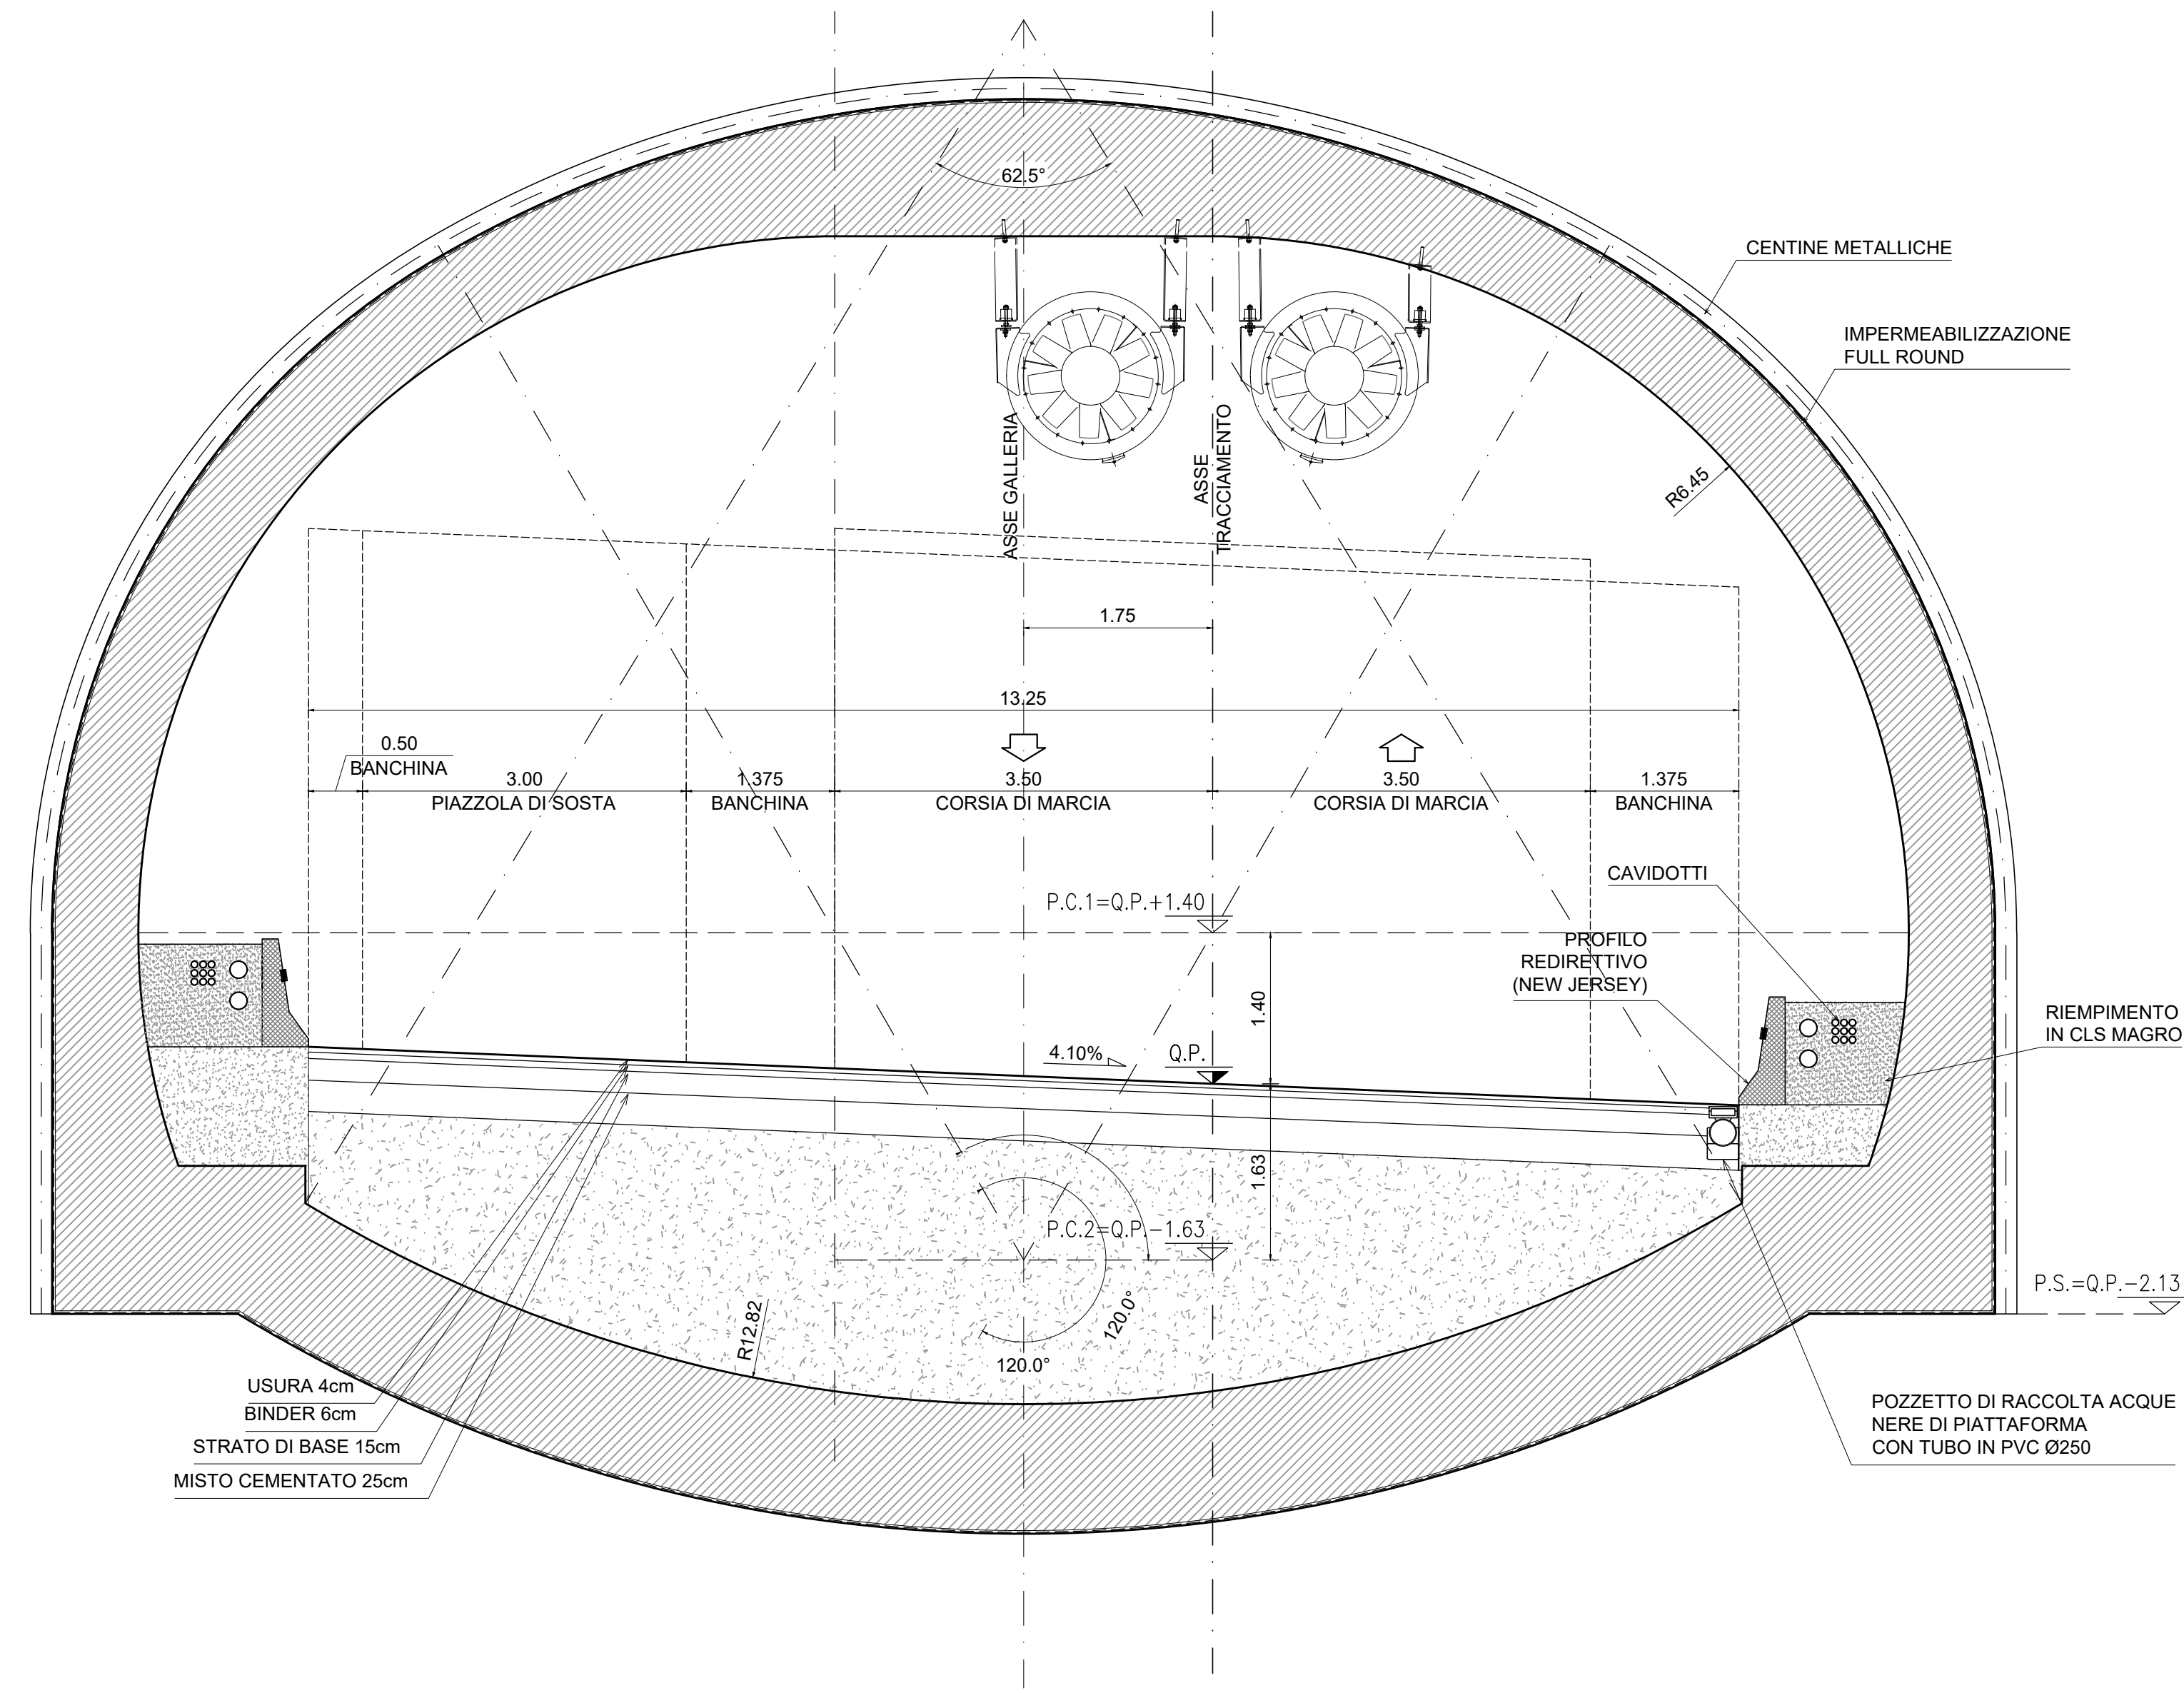 62.5°
CENTINE METALLICHE
IMPERMEABILIZZAZIONE
FULL ROUND
R6.45
ASSE GALLERIA
ASSE
TRACCIAMENTO
1.75
13.25
0.50
BANCHINA
3.00
PIAZZOLA DI SOSTA
1.375
BANCHINA
3.50
CORSIA DI MARCIA
3.50
CORSIA DI MARCIA
1.375
BANCHINA
CAVIDOTTI
P.C.1=Q.P.+1.40
PROFILO
REDIRETTIVO
(NEW JERSEY)
1.40
RIEMPIMENTO
IN CLS MAGRO
4.10%
Q.P.
1.63
P.C.2=Q.P.-1.63
P.S.=Q.P.-2.13
R12.82
120.0°
120.0°
USURA 4cm
BINDER 6cm
STRATO DI BASE 15cm
MISTO CEMENTATO 25cm
POZZETTO DI RACCOLTA ACQUE
NERE DI PIATTAFORMA
CON TUBO IN PVC Ø250